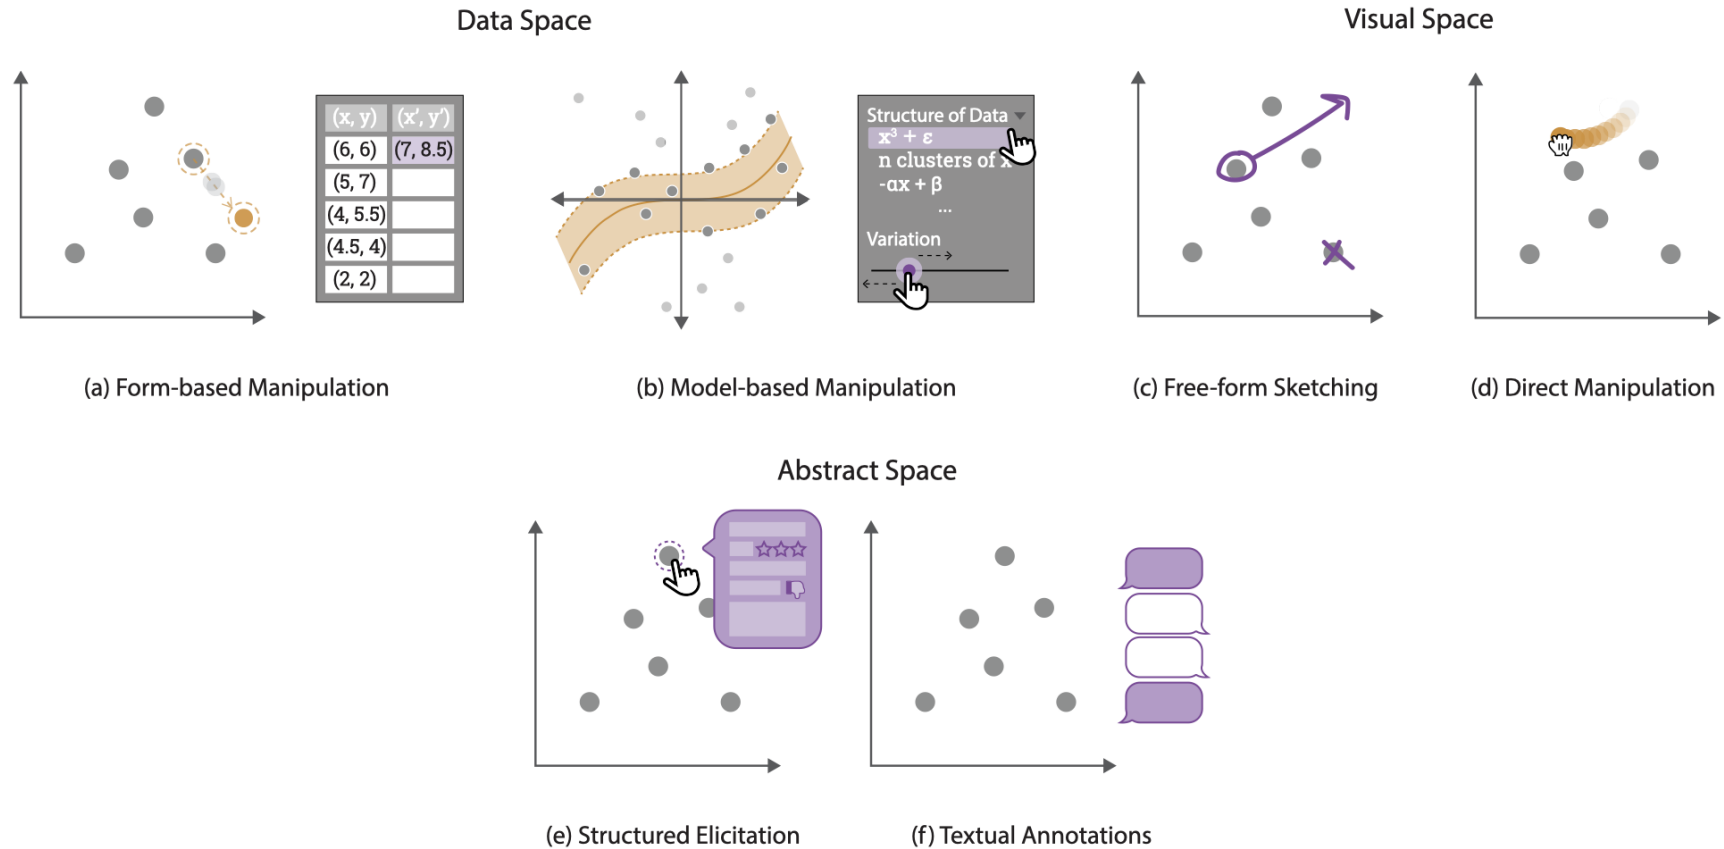 Data Space
Visual Space
(x, y) (x’, y’)
(6, 6) (7, 8.5)
(5, 7)
(4, 5.5)
(4.5, 4)
(2, 2)
Structure of Data
x³ + ε
n clusters of x
-αx + β
...
Variation
(a) Form-based Manipulation
(b) Model-based Manipulation
(c) Free-form Sketching
(d) Direct Manipulation
Abstract Space
(e) Structured Elicitation
(f) Textual Annotations